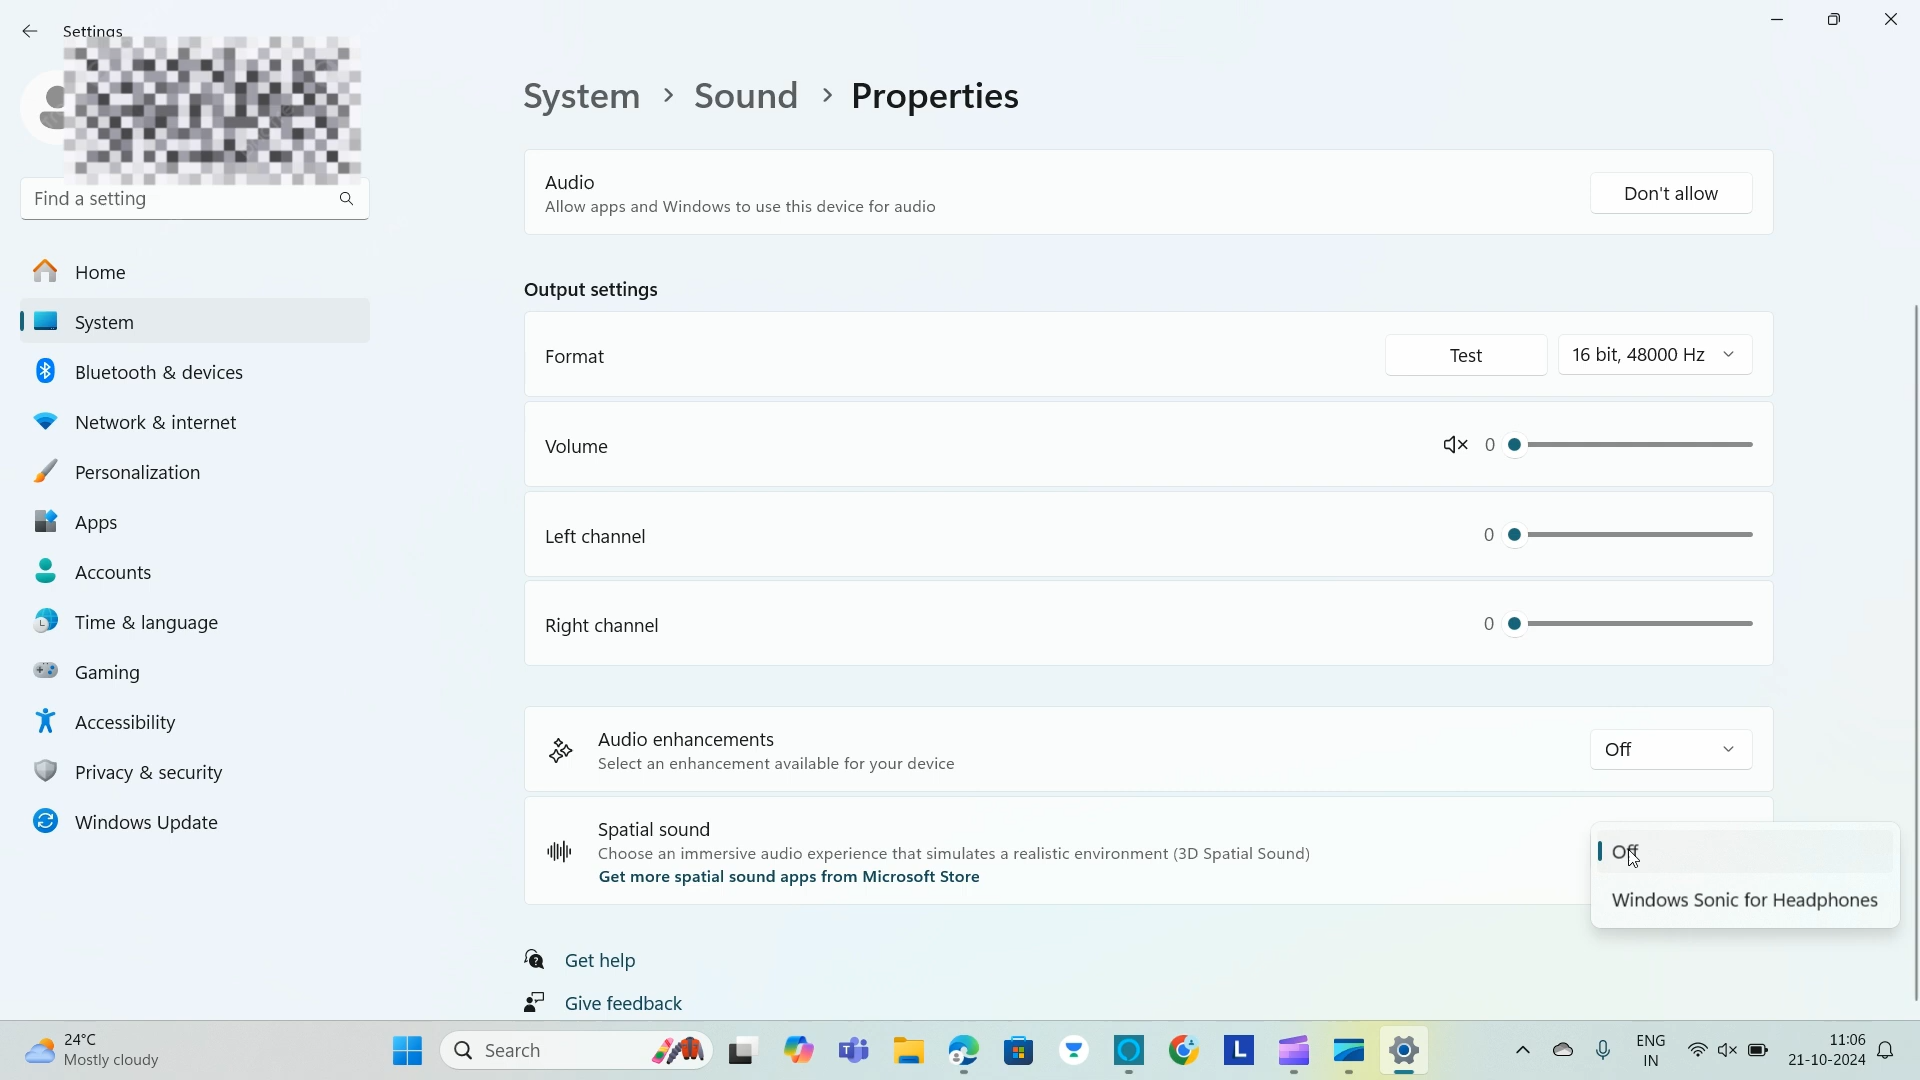 Settings
Find a setting
Home
System
Bluetooth & devices
Network & internet
Personalization
Apps
Accounts
Time & language
Gaming
Accessibility
Privacy & security
Windows Update
System > Sound > Properties
Audio
Allow apps and Windows to use this device for audio
Don't allow
Output settings
Format
Test
16 bit, 48000 Hz
Volume
0
Left channel
0
Right channel
0
Audio enhancements
Select an enhancement available for your device
Off
Spatial sound
Choose an immersive audio experience that simulates a realistic environment (3D Spatial Sound)
Get more spatial sound apps from Microsoft Store
Off
Windows Sonic for Headphones
Get help
Give feedback
24°C
Mostly cloudy
Search
L
ENG
IN
11:06
21-10-2024